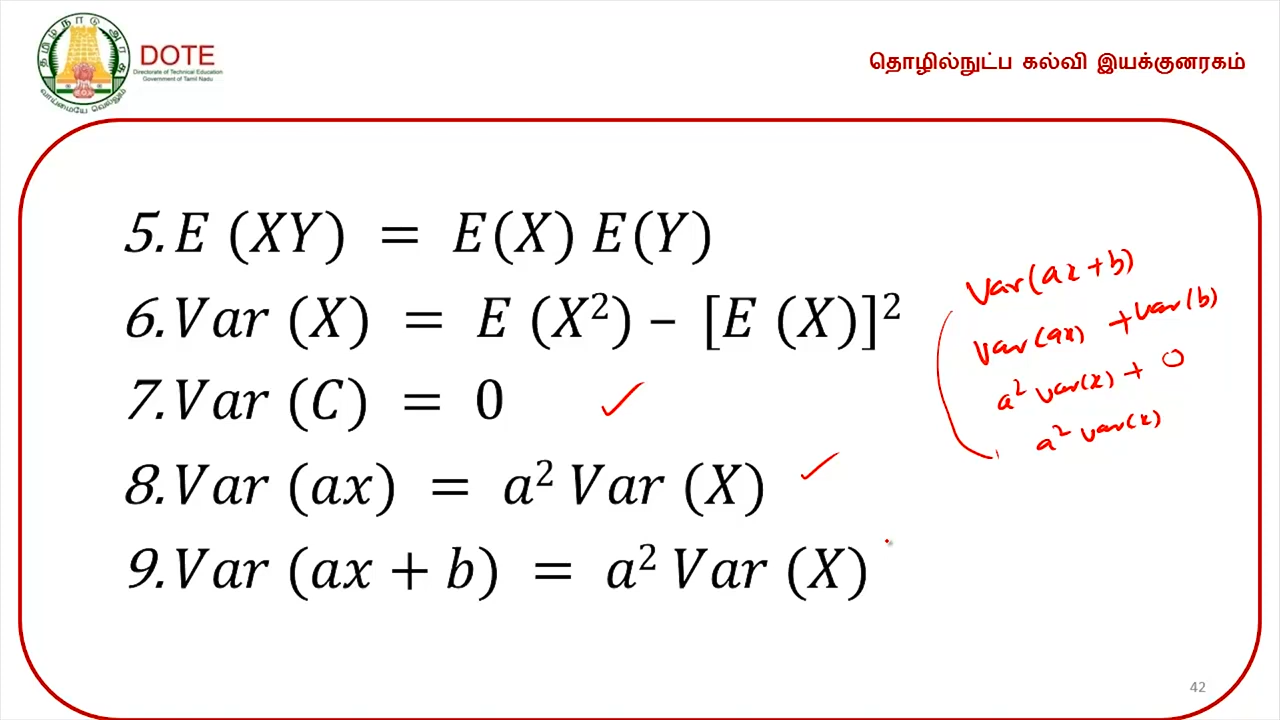 தமிழ்நாடு அரசு
வாய்மையே வெல்லும்
DOTE
Directorate of Technical Education
Government of Tamil Nadu
தொழில்நுட்ப கல்வி இயக்குனரகம்
5. E (XY) = E(X) E(Y)
6. Var (X) = E (X²) – [E (X)]²
7. Var (C) = 0
8. Var (ax) = a² Var (X)
9. Var (ax + b) = a² Var (X)
Var(ax+b)
Var(ax) + Var(b)
a² Var(x) + 0
a² Var(x)
42